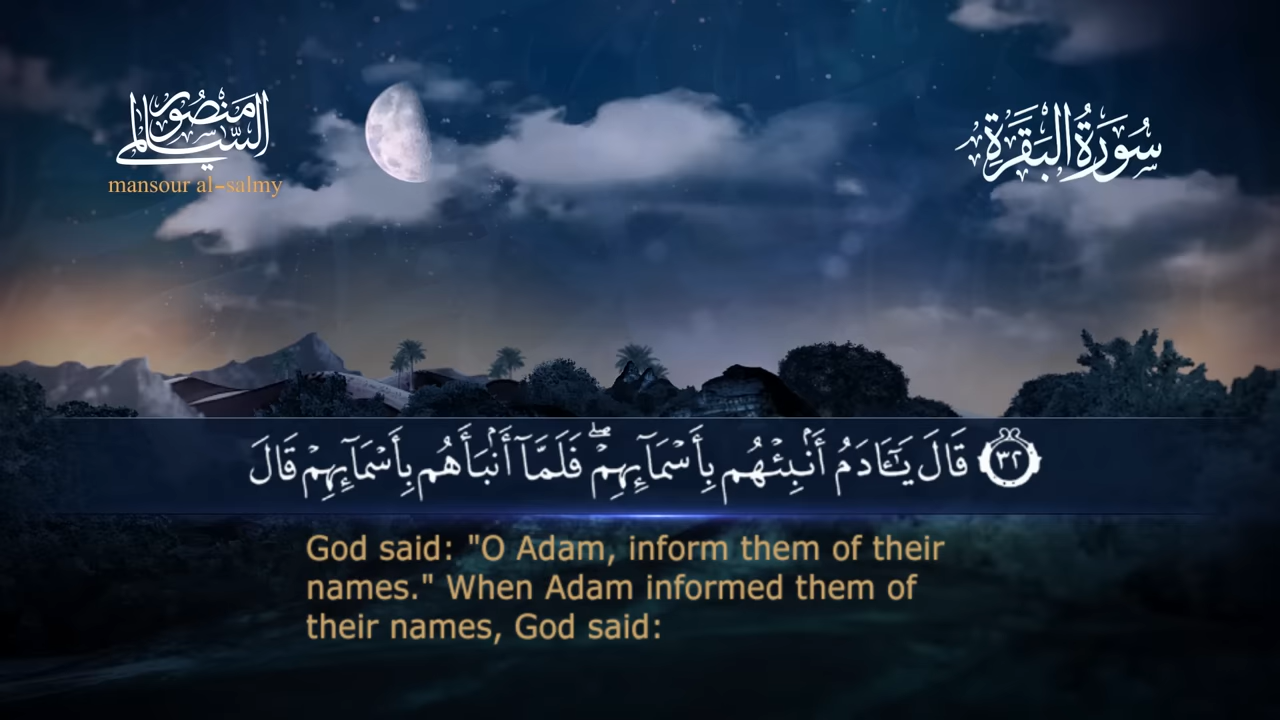 منصور السالمي
mansour al-salmy
سُورَةُ البَقَرَةِ
٣٢ قَالَ يَـٰٓـَٔادَمُ أَنۢبِئْهُم بِأَسْمَآئِهِمْ ۖ فَلَمَّآ أَنۢبَأَهُم بِأَسْمَآئِهِمْ قَالَ
God said: "O Adam, inform them of their
names." When Adam informed them of
their names, God said: